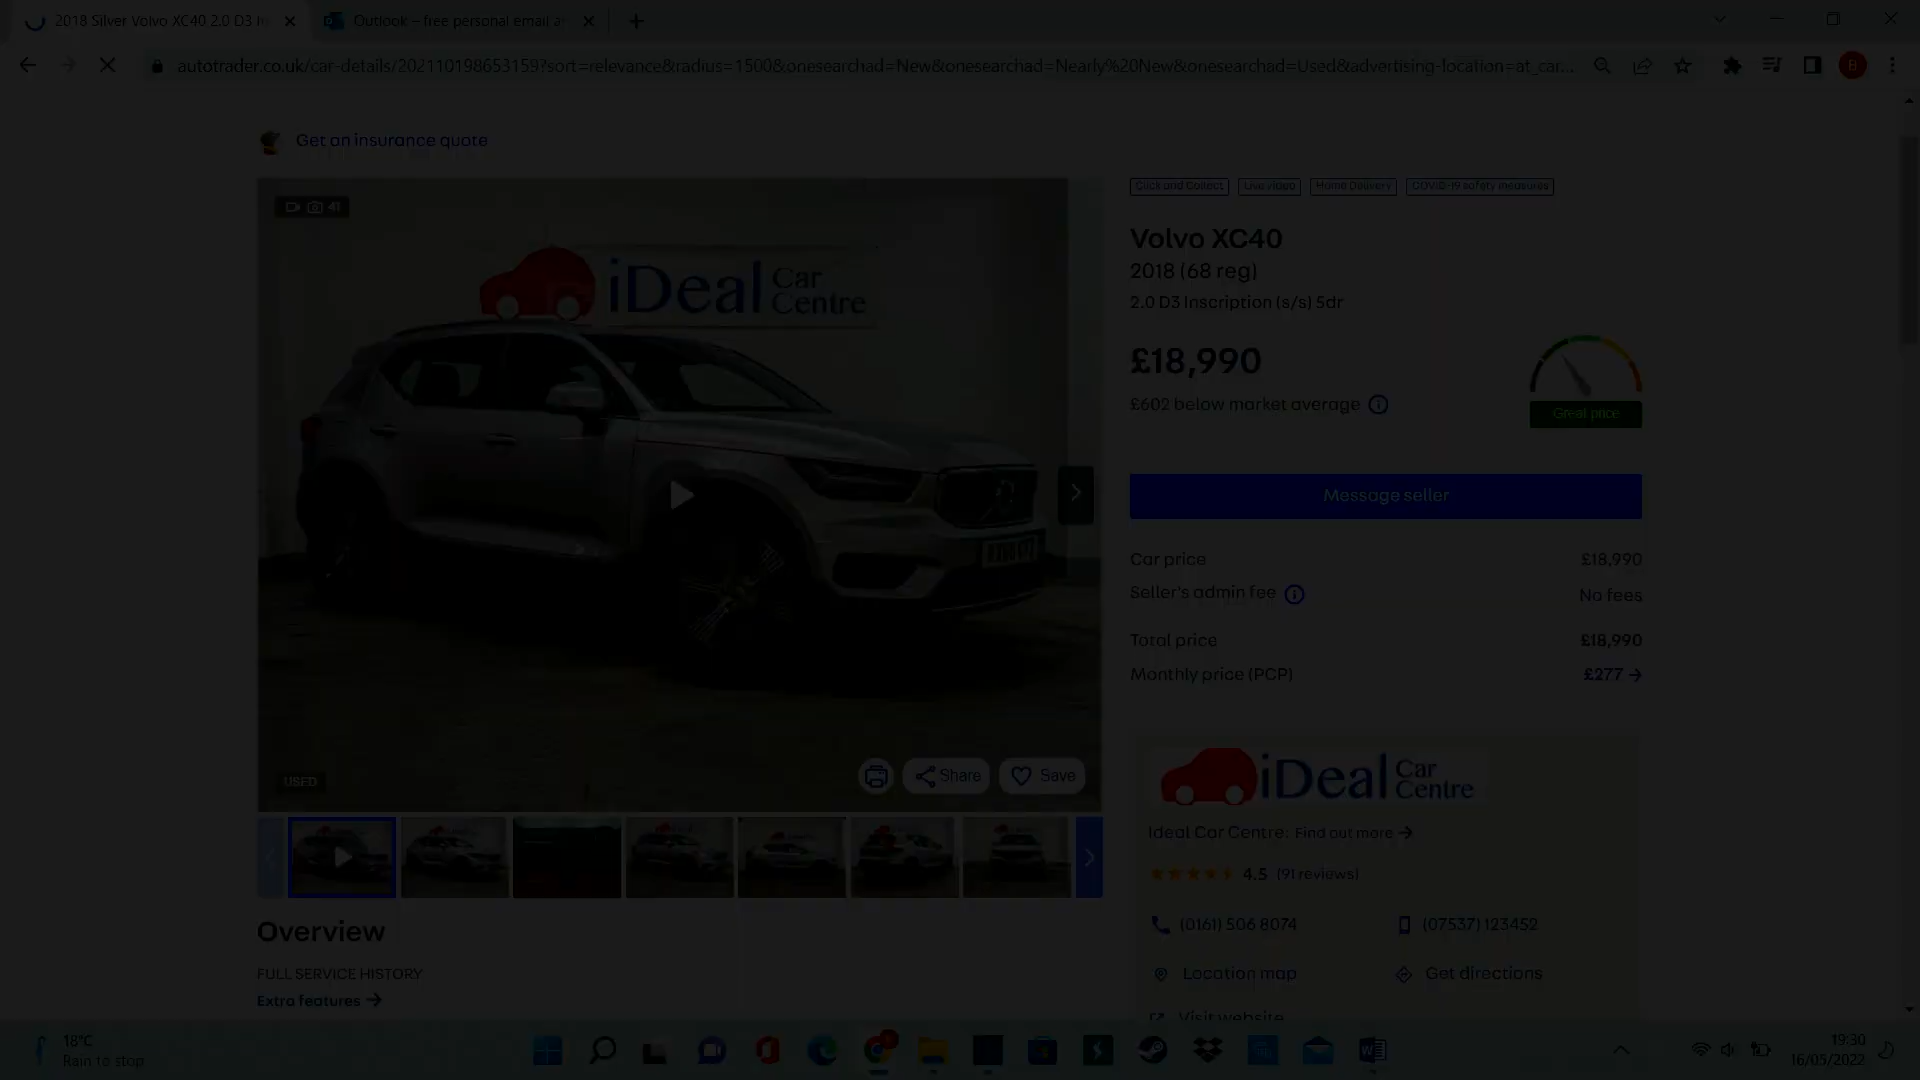 2018 Silver Volvo XC40 2.0 D3 I
Outlook – free personal email a
autotrader.co.uk/car-details/202110198653159?sort=relevance&radius=1500&onesearchad=New&onesearchad=Nearly%20New&onesearchad=Used&advertising-location=at_car...
B
Get an insurance quote
41
iDeal Car Centre
USED
Share
Save
Click and Collect
Live video
Home Delivery
COVID-19 safety measures
Volvo XC40
2018 (68 reg)
2.0 D3 Inscription (s/s) 5dr
£18,990
£602 below market average
Great price
Message seller
Car price £18,990
Seller's admin fee No fees
Total price £18,990
Monthly price (PCP) £277
iDeal Car Centre
Ideal Car Centre: Find out more
4.5 (91 reviews)
(0161) 506 8074
(07537) 123452
Location map
Get directions
Visit website
Overview
FULL SERVICE HISTORY
Extra features
18°C
Rain to stop
19:30
16/05/2022